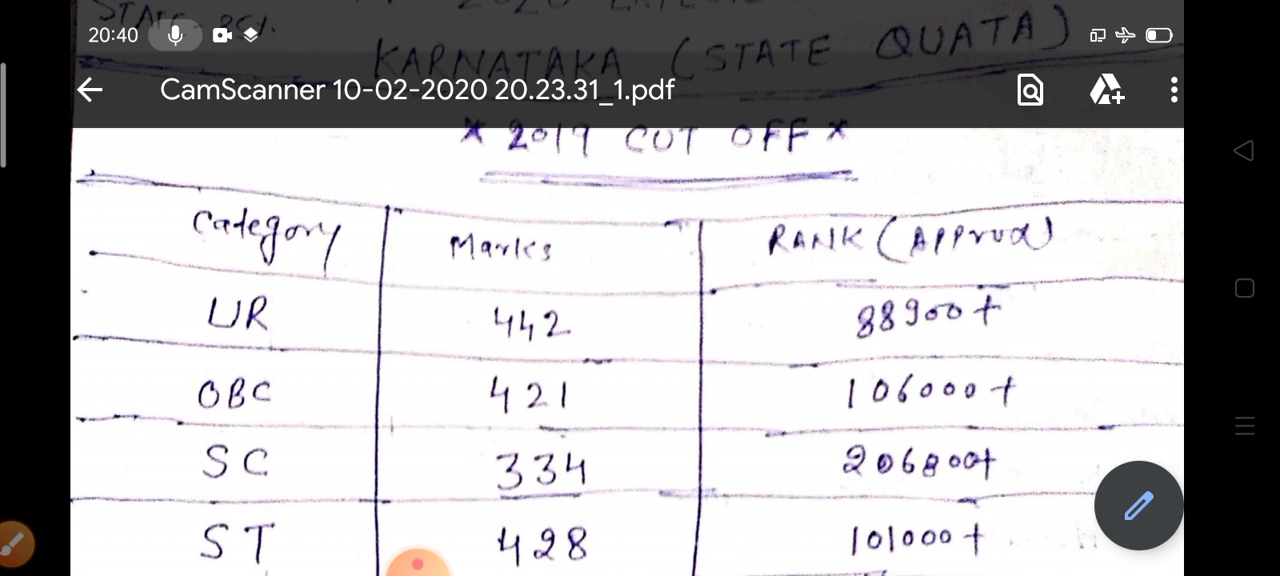 20:40
KARNATAKA (STATE QUATA)
CamScanner 10-02-2020 20.23.31_1.pdf
* 2019 CUT OFF *
Category Marks RANK (APProx)
UR 442 88900+
OBC 421 106000+
SC 334 206800+
ST 428 101000+